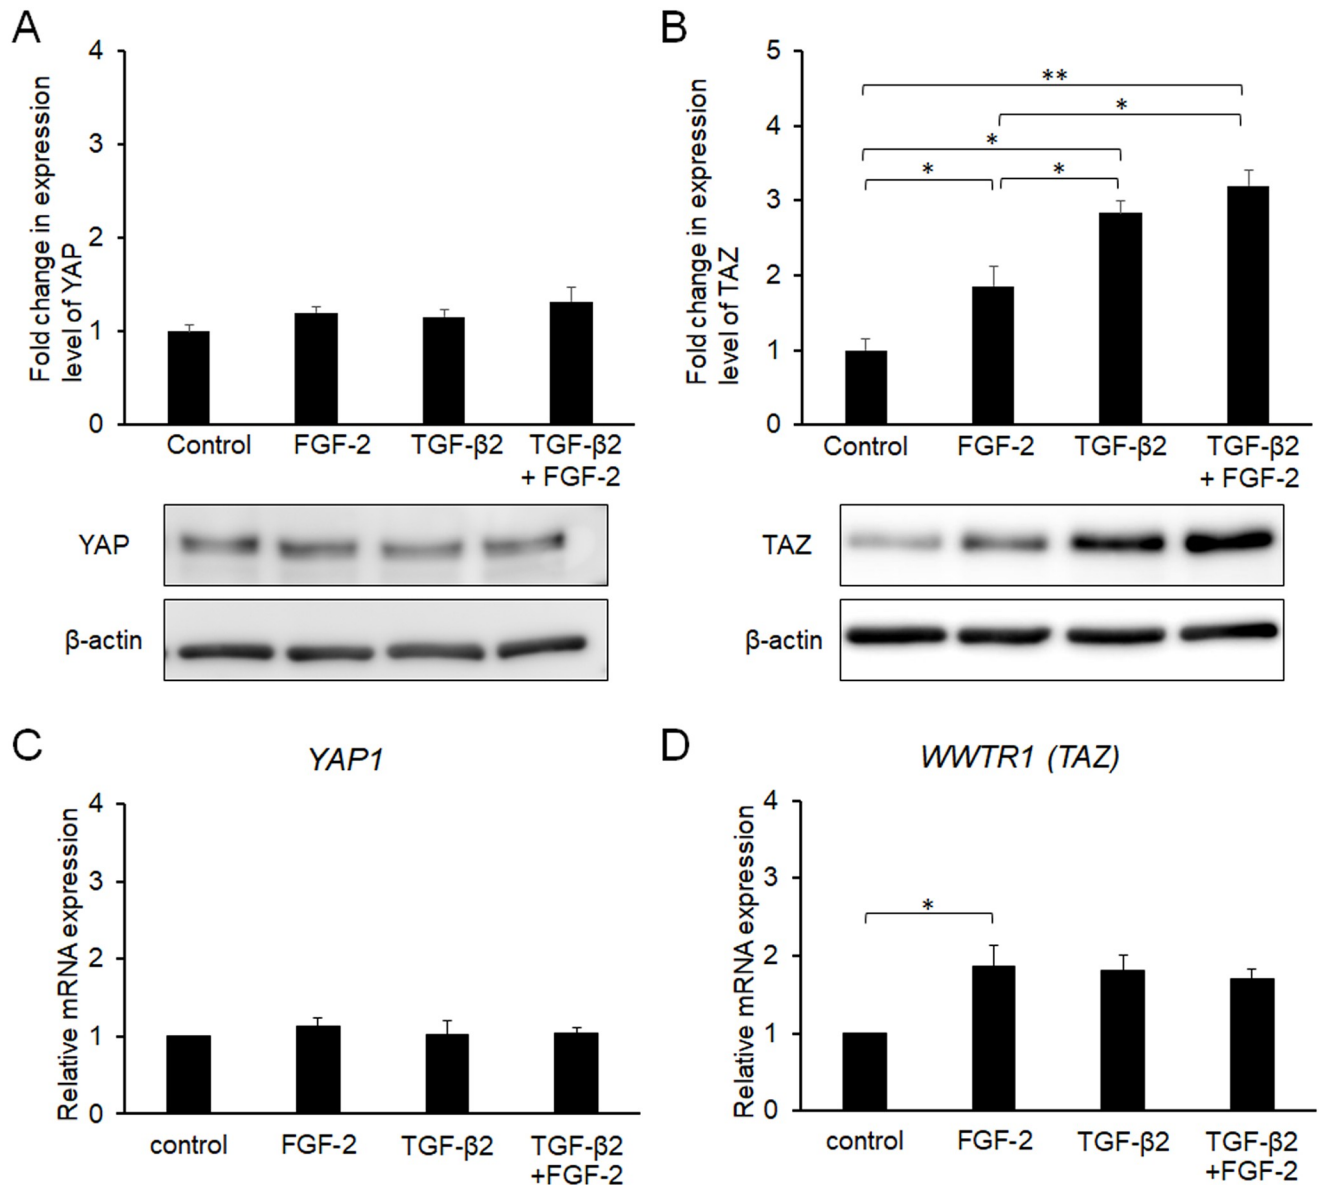 A
Fold change in expression
level of YAP
4
3
2
1
0
Control
FGF-2
TGF-β2
TGF-β2
+ FGF-2
YAP
β-actin
B
Fold change in expression
level of TAZ
5
4
3
2
1
0
**
*
*
*
*
Control
FGF-2
TGF-β2
TGF-β2
+ FGF-2
TAZ
β-actin
C
YAP1
Relative mRNA expression
4
3
2
1
0
control
FGF-2
TGF-β2
TGF-β2
+FGF-2
D
WWTR1 (TAZ)
Relative mRNA expression
4
3
2
1
0
*
control
FGF-2
TGF-β2
TGF-β2
+FGF-2